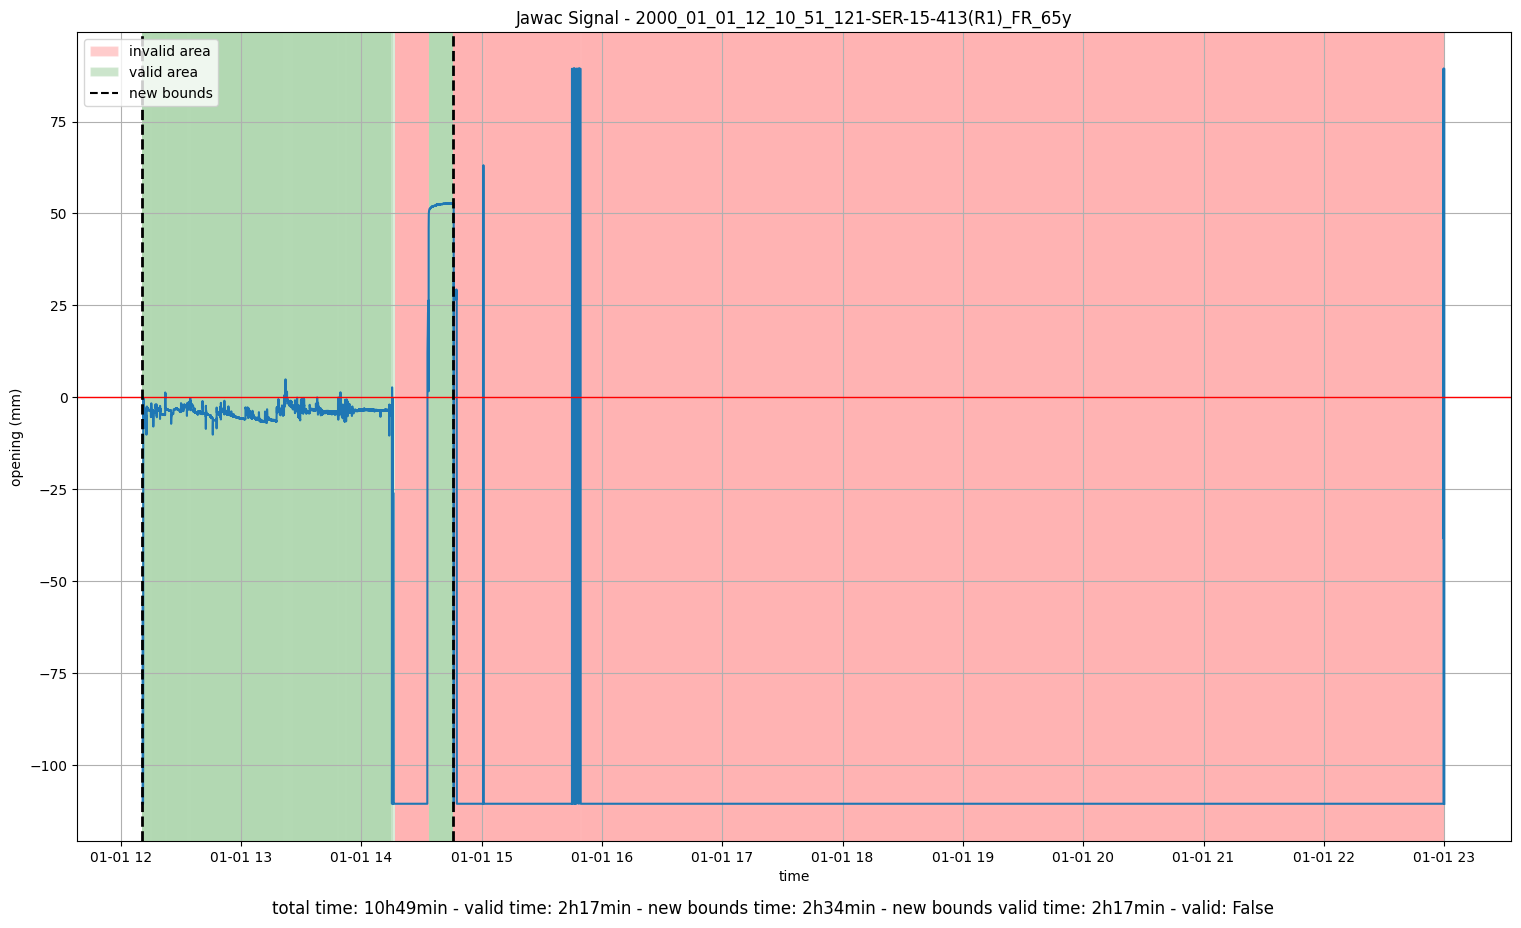 Jawac Signal - 2000_01_01_12_10_51_121-SER-15-413(R1)_FR_65y
invalid area
valid area
new bounds
75
50
25
0
−25
−50
−75
−100
opening (mm)
01-01 12 01-01 13 01-01 14 01-01 15 01-01 16 01-01 17 01-01 18 01-01 19 01-01 20 01-01 21 01-01 22 01-01 23
time
total time: 10h49min - valid time: 2h17min - new bounds time: 2h34min - new bounds valid time: 2h17min - valid: False